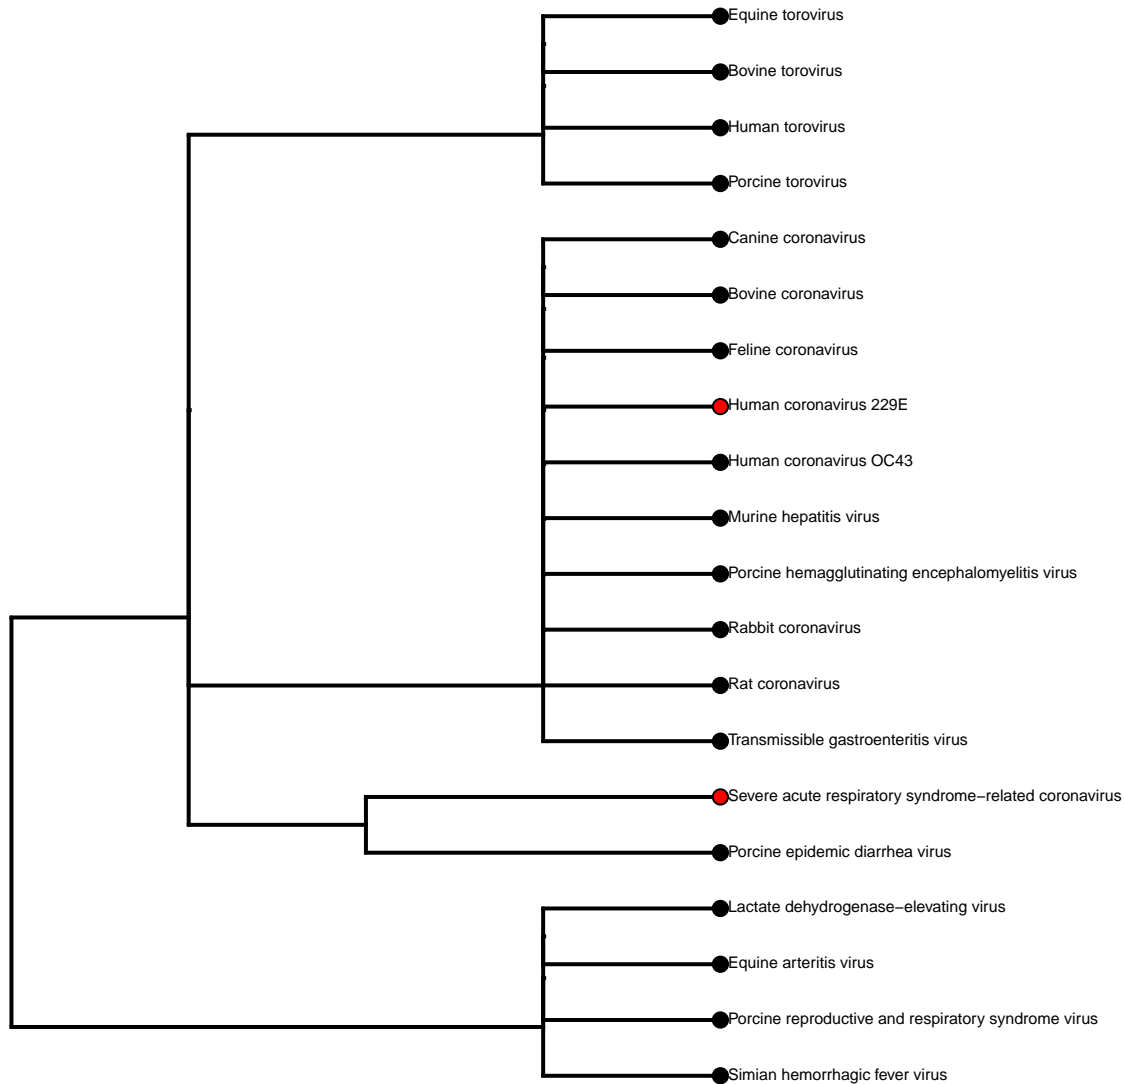 Equine torovirus
Bovine torovirus
Human torovirus
Porcine torovirus
Canine coronavirus
Bovine coronavirus
Feline coronavirus
Human coronavirus 229E
Human coronavirus OC43
Murine hepatitis virus
Porcine hemagglutinating encephalomyelitis virus
Rabbit coronavirus
Rat coronavirus
Transmissible gastroenteritis virus
Severe acute respiratory syndrome−related coronavirus
Porcine epidemic diarrhea virus
Lactate dehydrogenase−elevating virus
Equine arteritis virus
Porcine reproductive and respiratory syndrome virus
Simian hemorrhagic fever virus